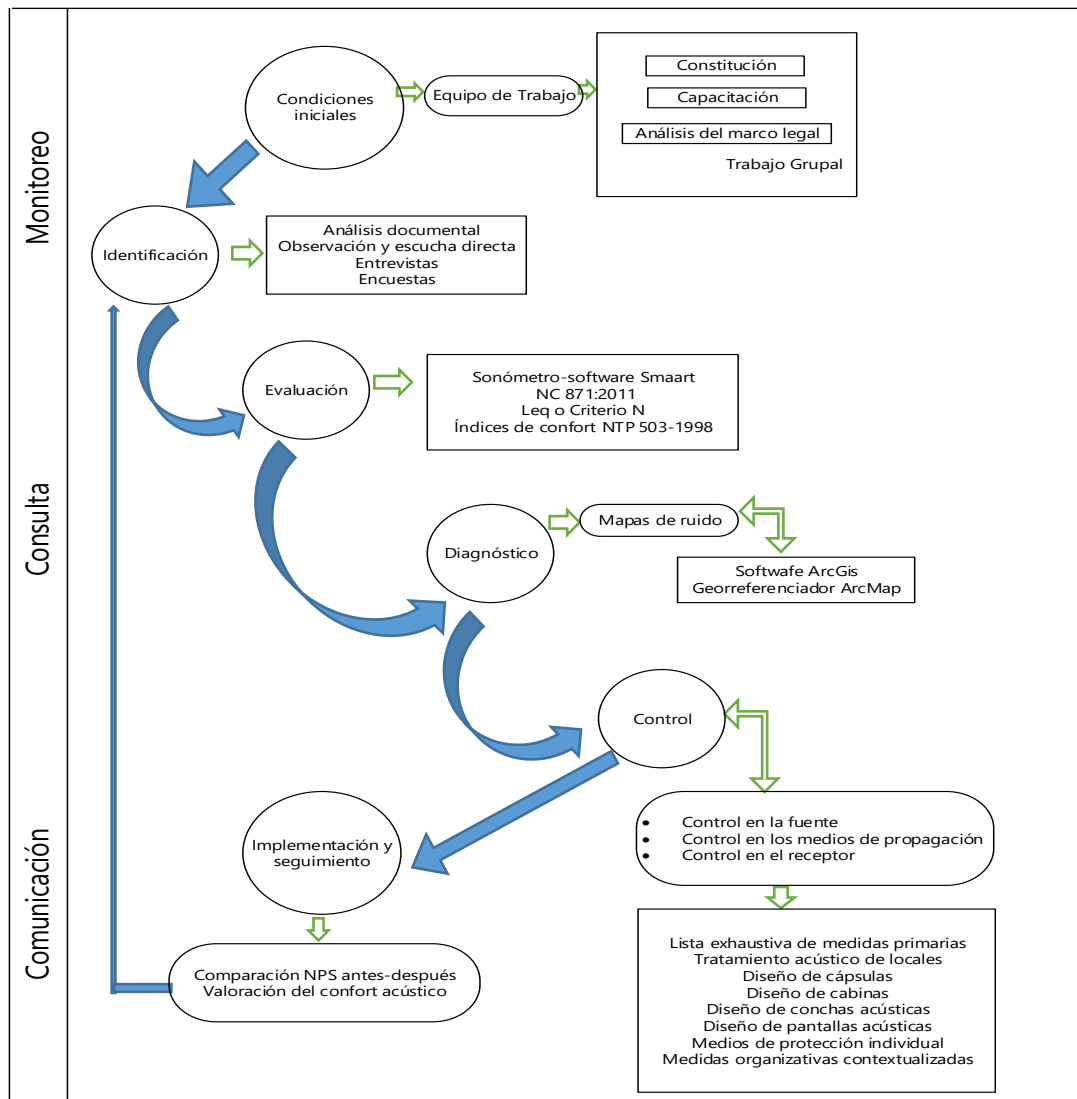 Monitoreo
Consulta
Comunicación
Condiciones
iniciales
Equipo de Trabajo
Constitución
Capacitación
Análisis del marco legal
Trabajo Grupal
Identificación
Análisis documental
Observación y escucha directa
Entrevistas
Encuestas
Evaluación
Sonómetro-software Smaart
NC 871:2011
Leq o Criterio N
Índices de confort NTP 503-1998
Diagnóstico
Mapas de ruido
Softwafe ArcGis
Georreferenciador ArcMap
Control
• Control en la fuente
• Control en los medios de propagación
• Control en el receptor
Lista exhaustiva de medidas primarias
Tratamiento acústico de locales
Diseño de cápsulas
Diseño de cabinas
Diseño de conchas acústicas
Diseño de pantallas acústicas
Medios de protección individual
Medidas organizativas contextualizadas
Implementación y
seguimiento
Comparación NPS antes-después
Valoración del confort acústico